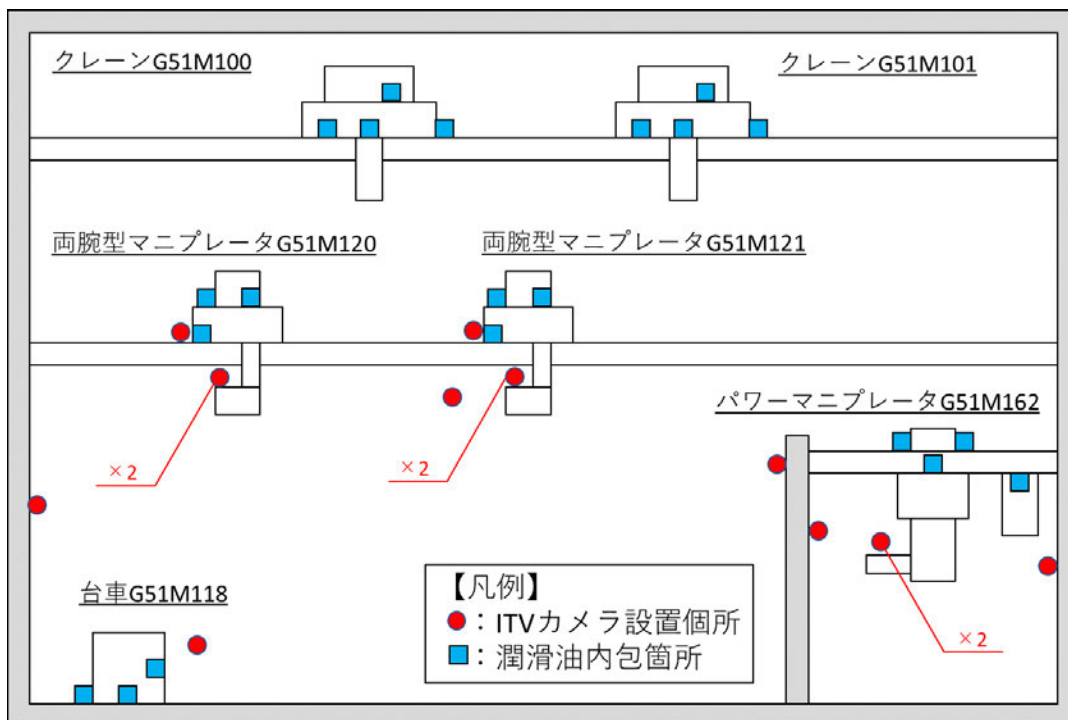 クレーンG51M100
クレーンG51M101
両腕型マニプレータG51M120
両腕型マニプレータG51M121
パワーマニプレータG51M162
×2
×2
台車G51M118
【凡例】
：ITVカメラ設置個所
：潤滑油内包箇所
×2